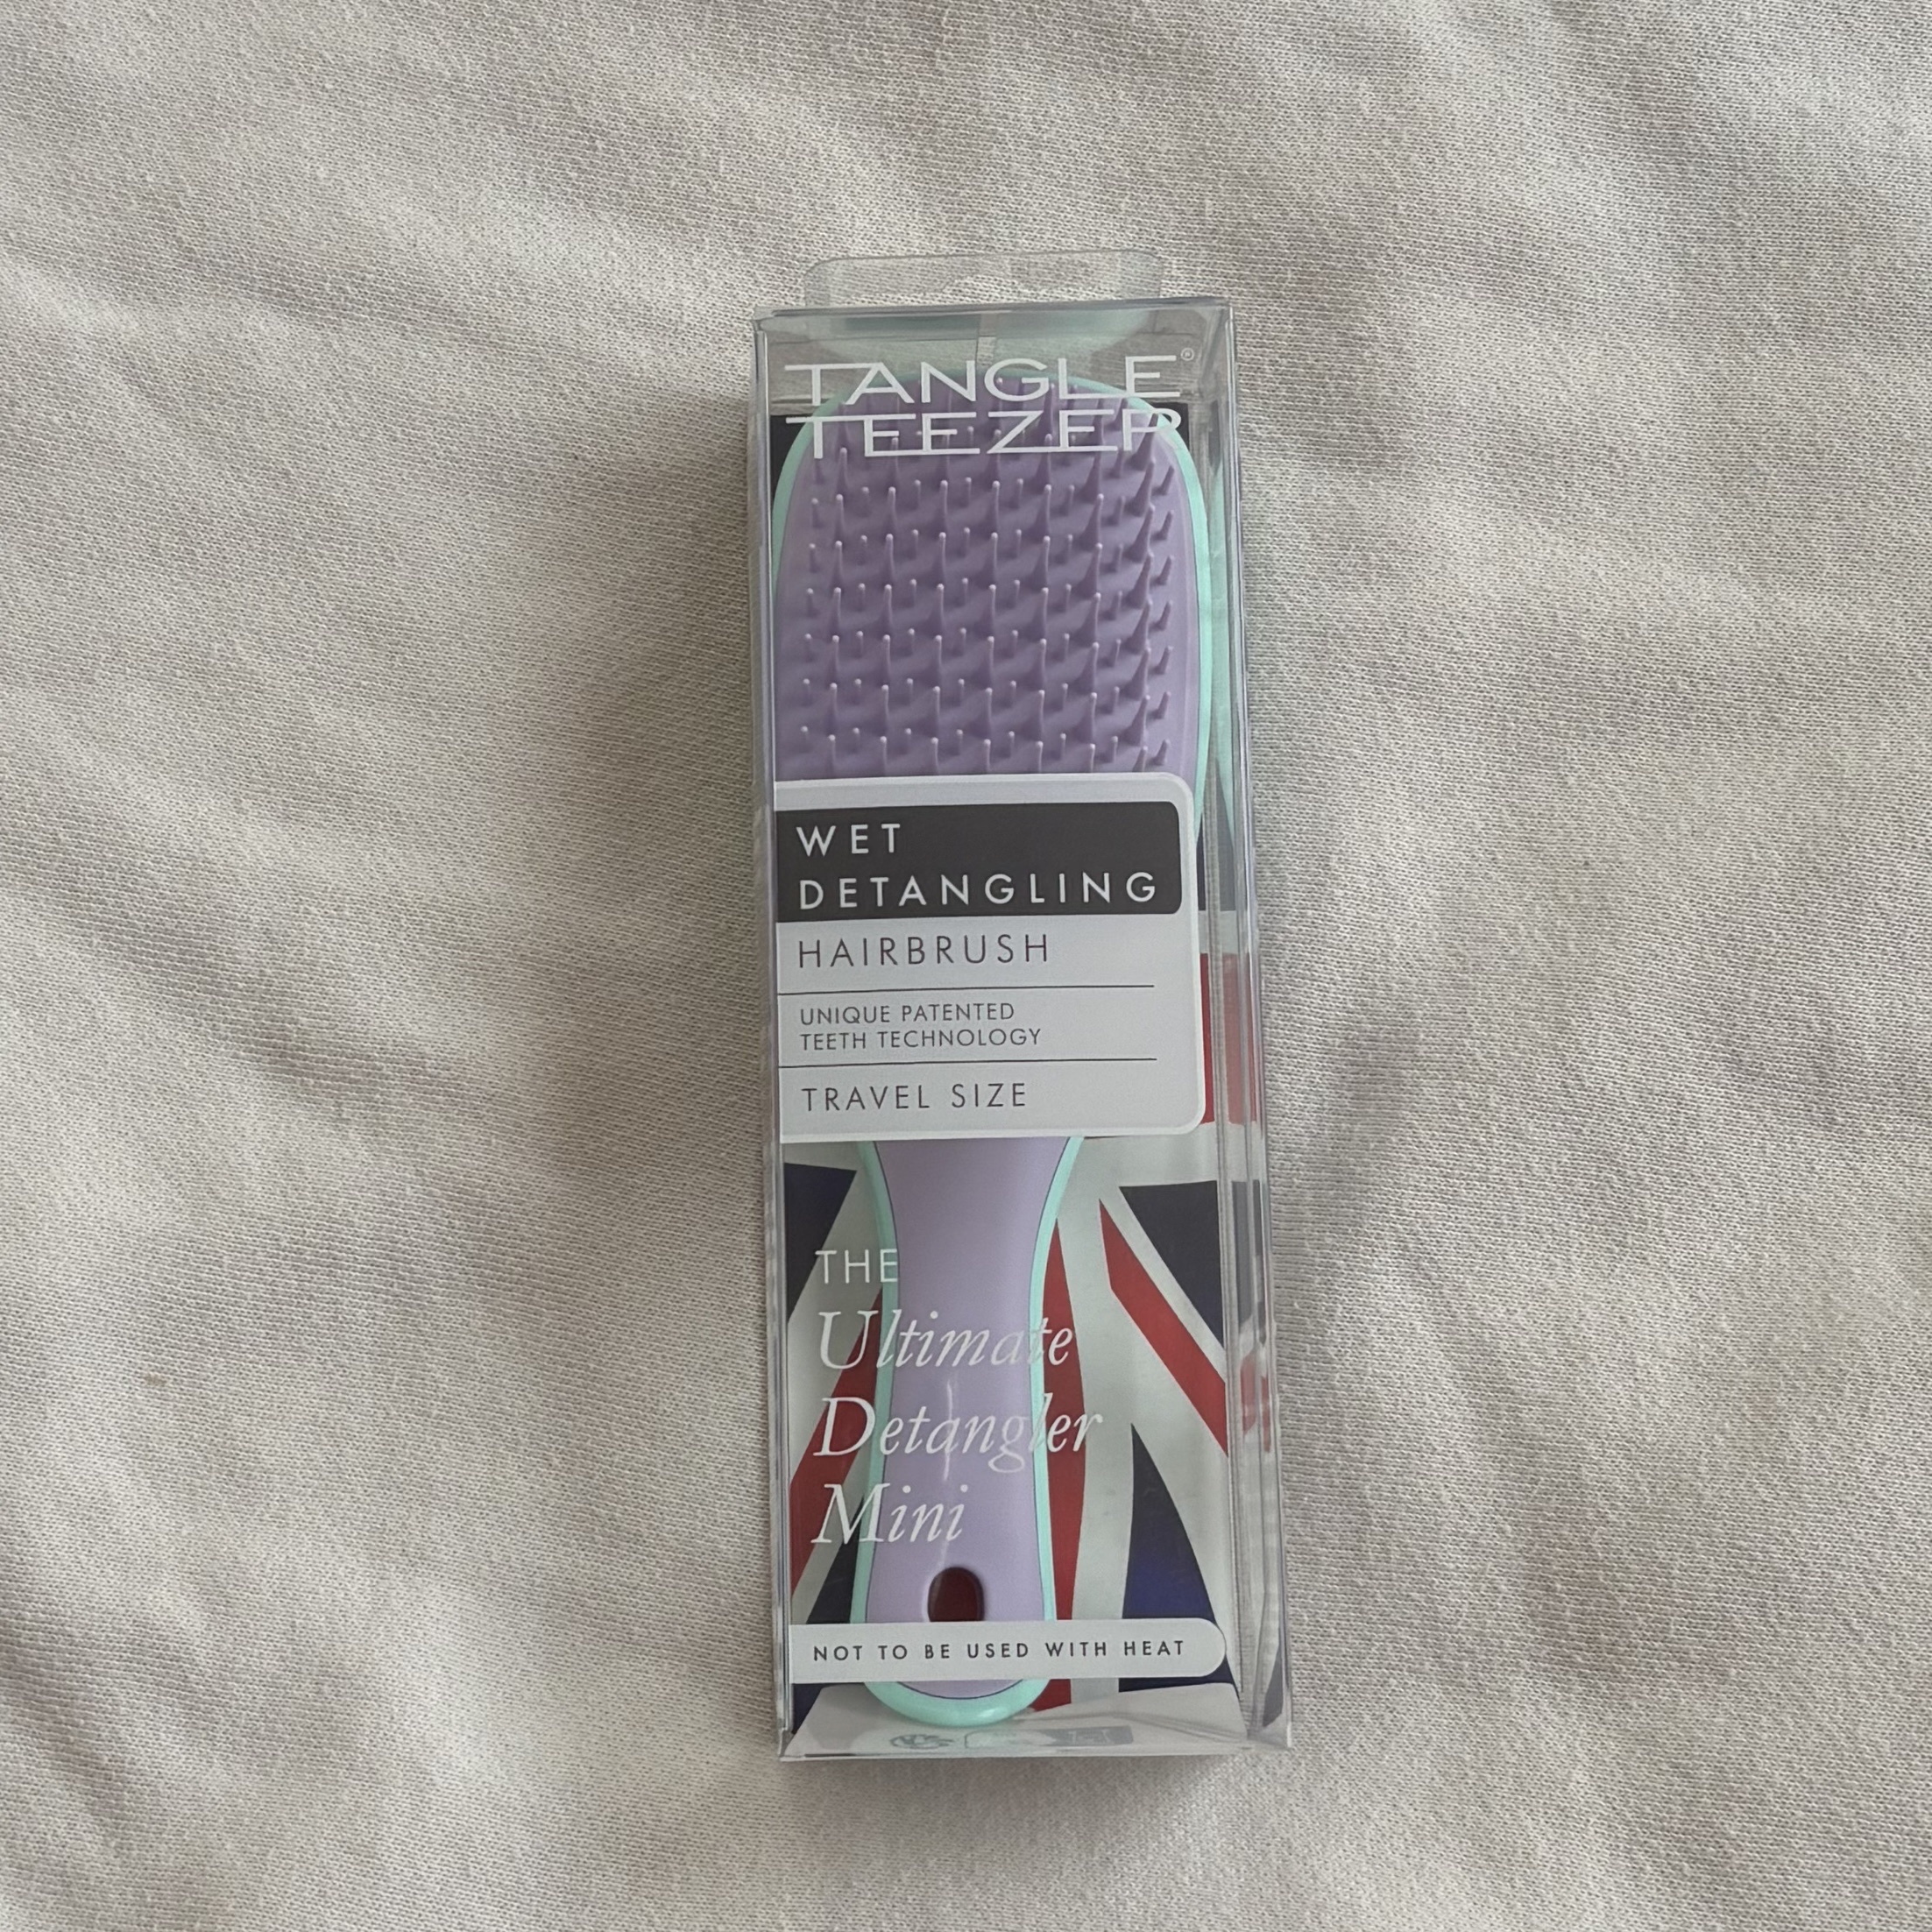 TANGLE®
TEEZER
WET
DETANGLING
HAIRBRUSH
UNIQUE PATENTED
TEETH TECHNOLOGY
TRAVEL SIZE
THE
Ultimate
Detangler
Mini
NOT TO BE USED WITH HEAT